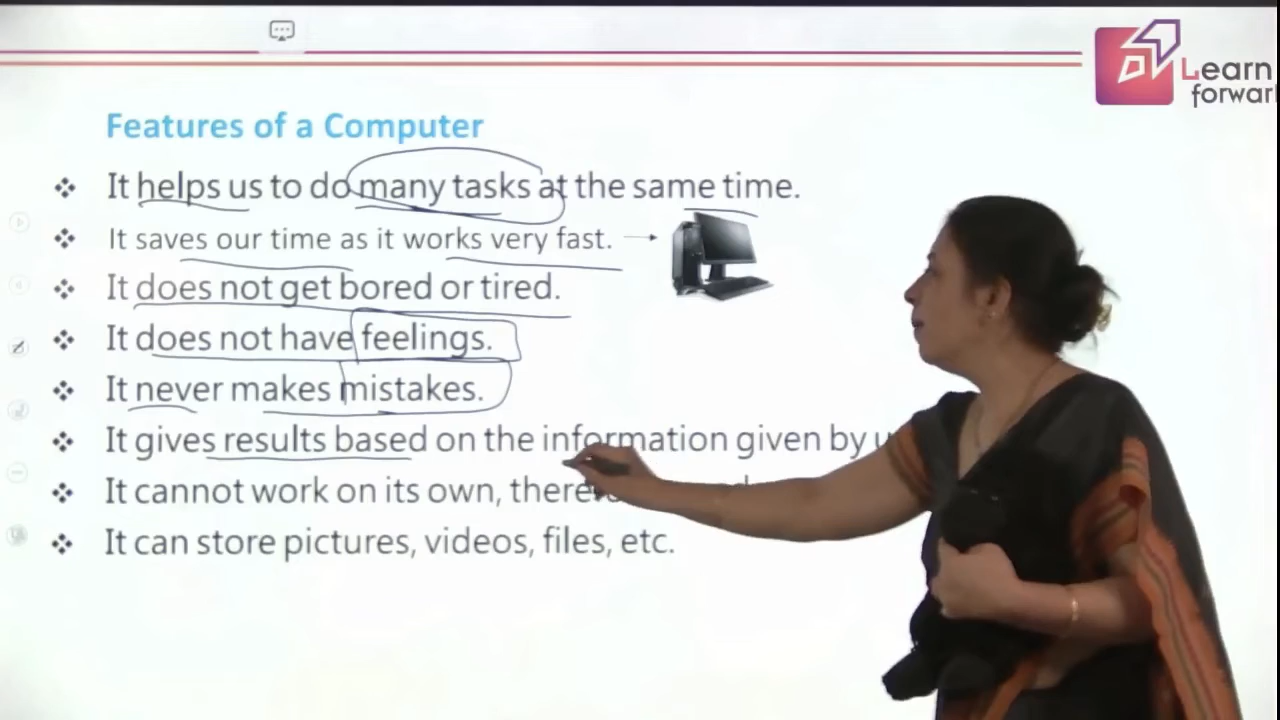 Learn
forwar
Features of a Computer
It helps us to do many tasks at the same time.
It saves our time as it works very fast.
It does not get bored or tired.
It does not have feelings.
It never makes mistakes.
It gives results based on the information given by
It cannot work on its own,
It can store pictures, videos, files, etc.